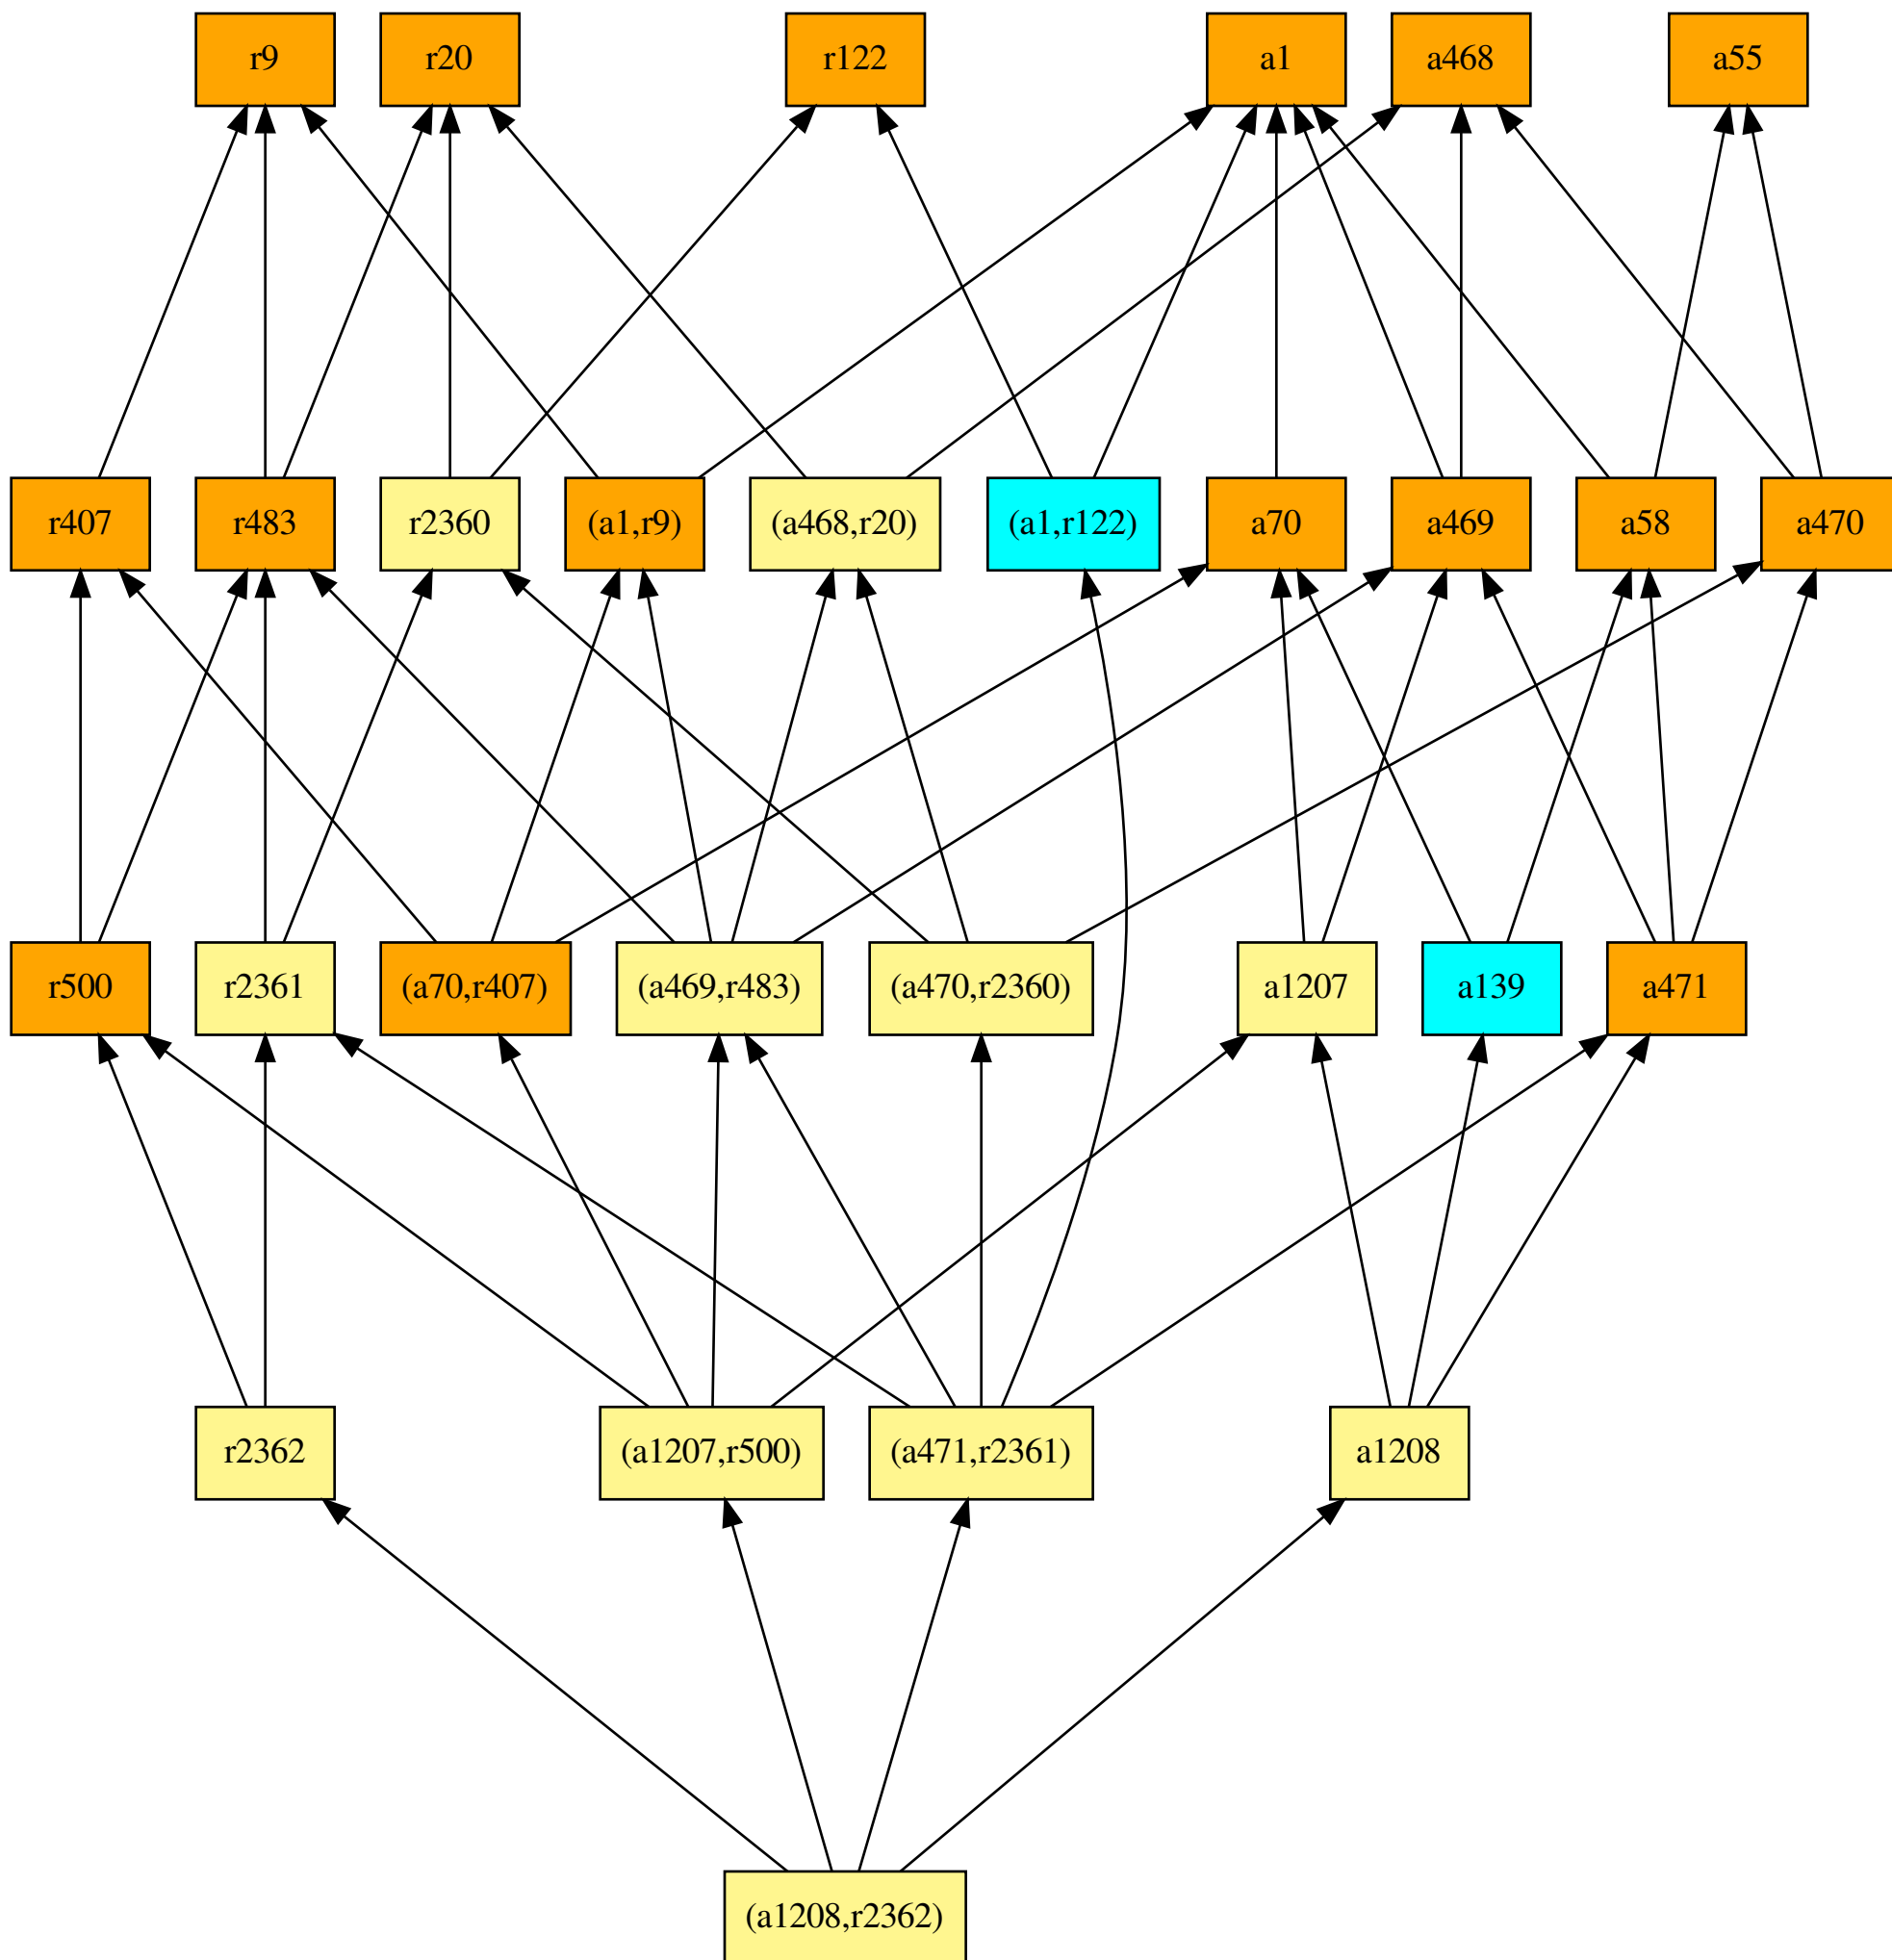 r9
r20
r122
a1
a468
a55
r407
r483
r2360
(a1,r9)
(a468,r20)
(a1,r122)
a70
a469
a58
a470
r500
r2361
(a70,r407)
(a469,r483)
(a470,r2360)
a1207
a139
a471
r2362
(a1207,r500)
(a471,r2361)
a1208
(a1208,r2362)